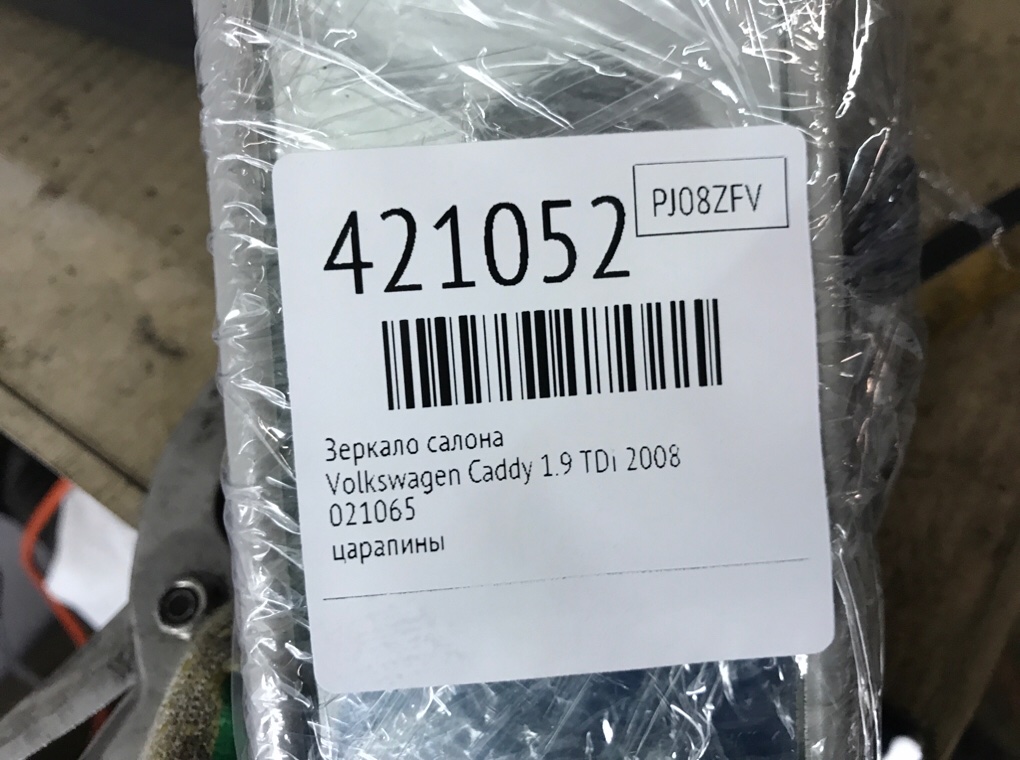 PJ08ZFV
421052
Зеркало салона
Volkswagen Caddy 1.9 TDi 2008
021065
царапины